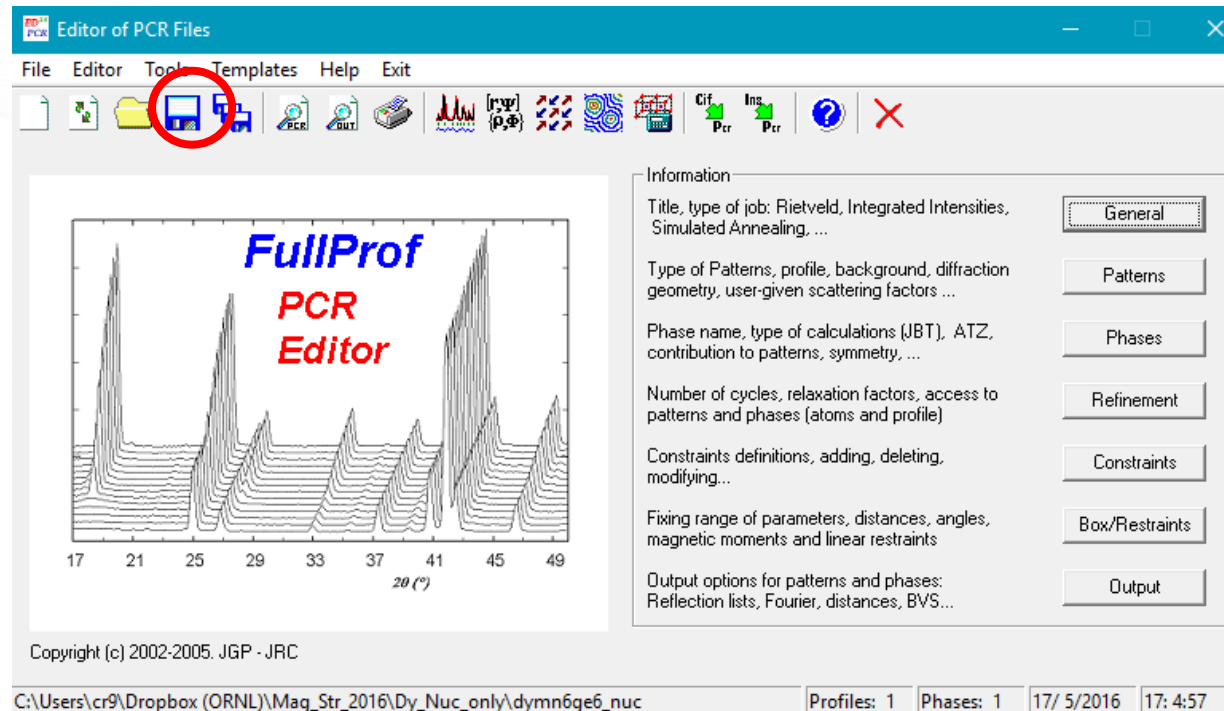 ED
PCR
Editor of PCR Files
File Editor Tools Templates Help Exit
PCR
OUT
[r;Ψ]
{ρ,Φ}
Cif
Pcr
Ins
Pcr
?
FullProf
PCR
Editor
17 21 25 29 33 37 41 45 49
2θ (°)
Information
Title, type of job: Rietveld, Integrated Intensities,
Simulated Annealing, ...
General
Type of Patterns, profile, background, diffraction
geometry, user-given scattering factors ...
Patterns
Phase name, type of calculations (JBT), ATZ,
contribution to patterns, symmetry, ...
Phases
Number of cycles, relaxation factors, access to
patterns and phases (atoms and profile)
Refinement
Constraints definitions, adding, deleting,
modifying...
Constraints
Fixing range of parameters, distances, angles,
magnetic moments and linear restraints
Box/Restraints
Output options for patterns and phases:
Reflection lists, Fourier, distances, BVS...
Output
Copyright (c) 2002-2005. JGP - JRC
C:\Users\cr9\Dropbox (ORNL)\Mag_Str_2016\Dy_Nuc_only\dymn6ge6_nuc Profiles: 1 Phases: 1 17/ 5/2016 17: 4:57